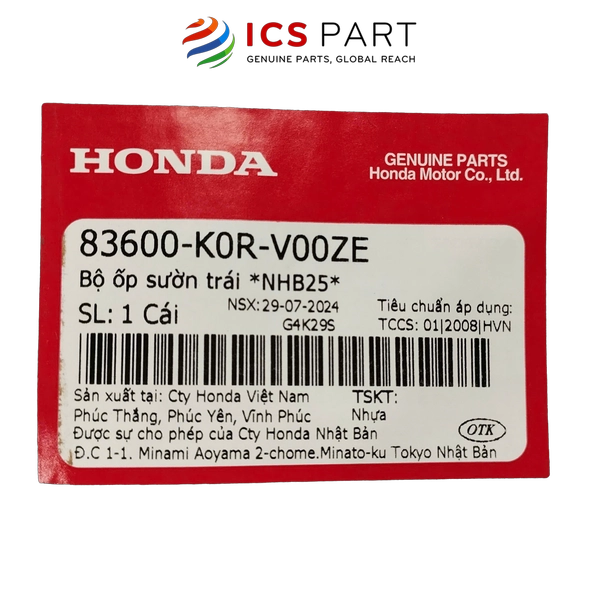 ICS PART
GENUINE PARTS, GLOBAL REACH
HONDA
GENUINE PARTS
Honda Motor Co., Ltd.
83600-K0R-V00ZE
Bộ ốp sườn trái *NHB25*
SL: 1 Cái
NSX: 29-07-2024
G4K29S
Tiêu chuẩn áp dụng:
TCCS: 01|2008|HVN
Sản xuất tại: Cty Honda Việt Nam
TSKT:
Phúc Thắng, Phúc Yên, Vĩnh Phúc
Nhựa
Được sự cho phép của Cty Honda Nhật Bản
OTK
Đ.C 1-1. Minami Aoyama 2-chome.Minato-ku Tokyo Nhật Bản